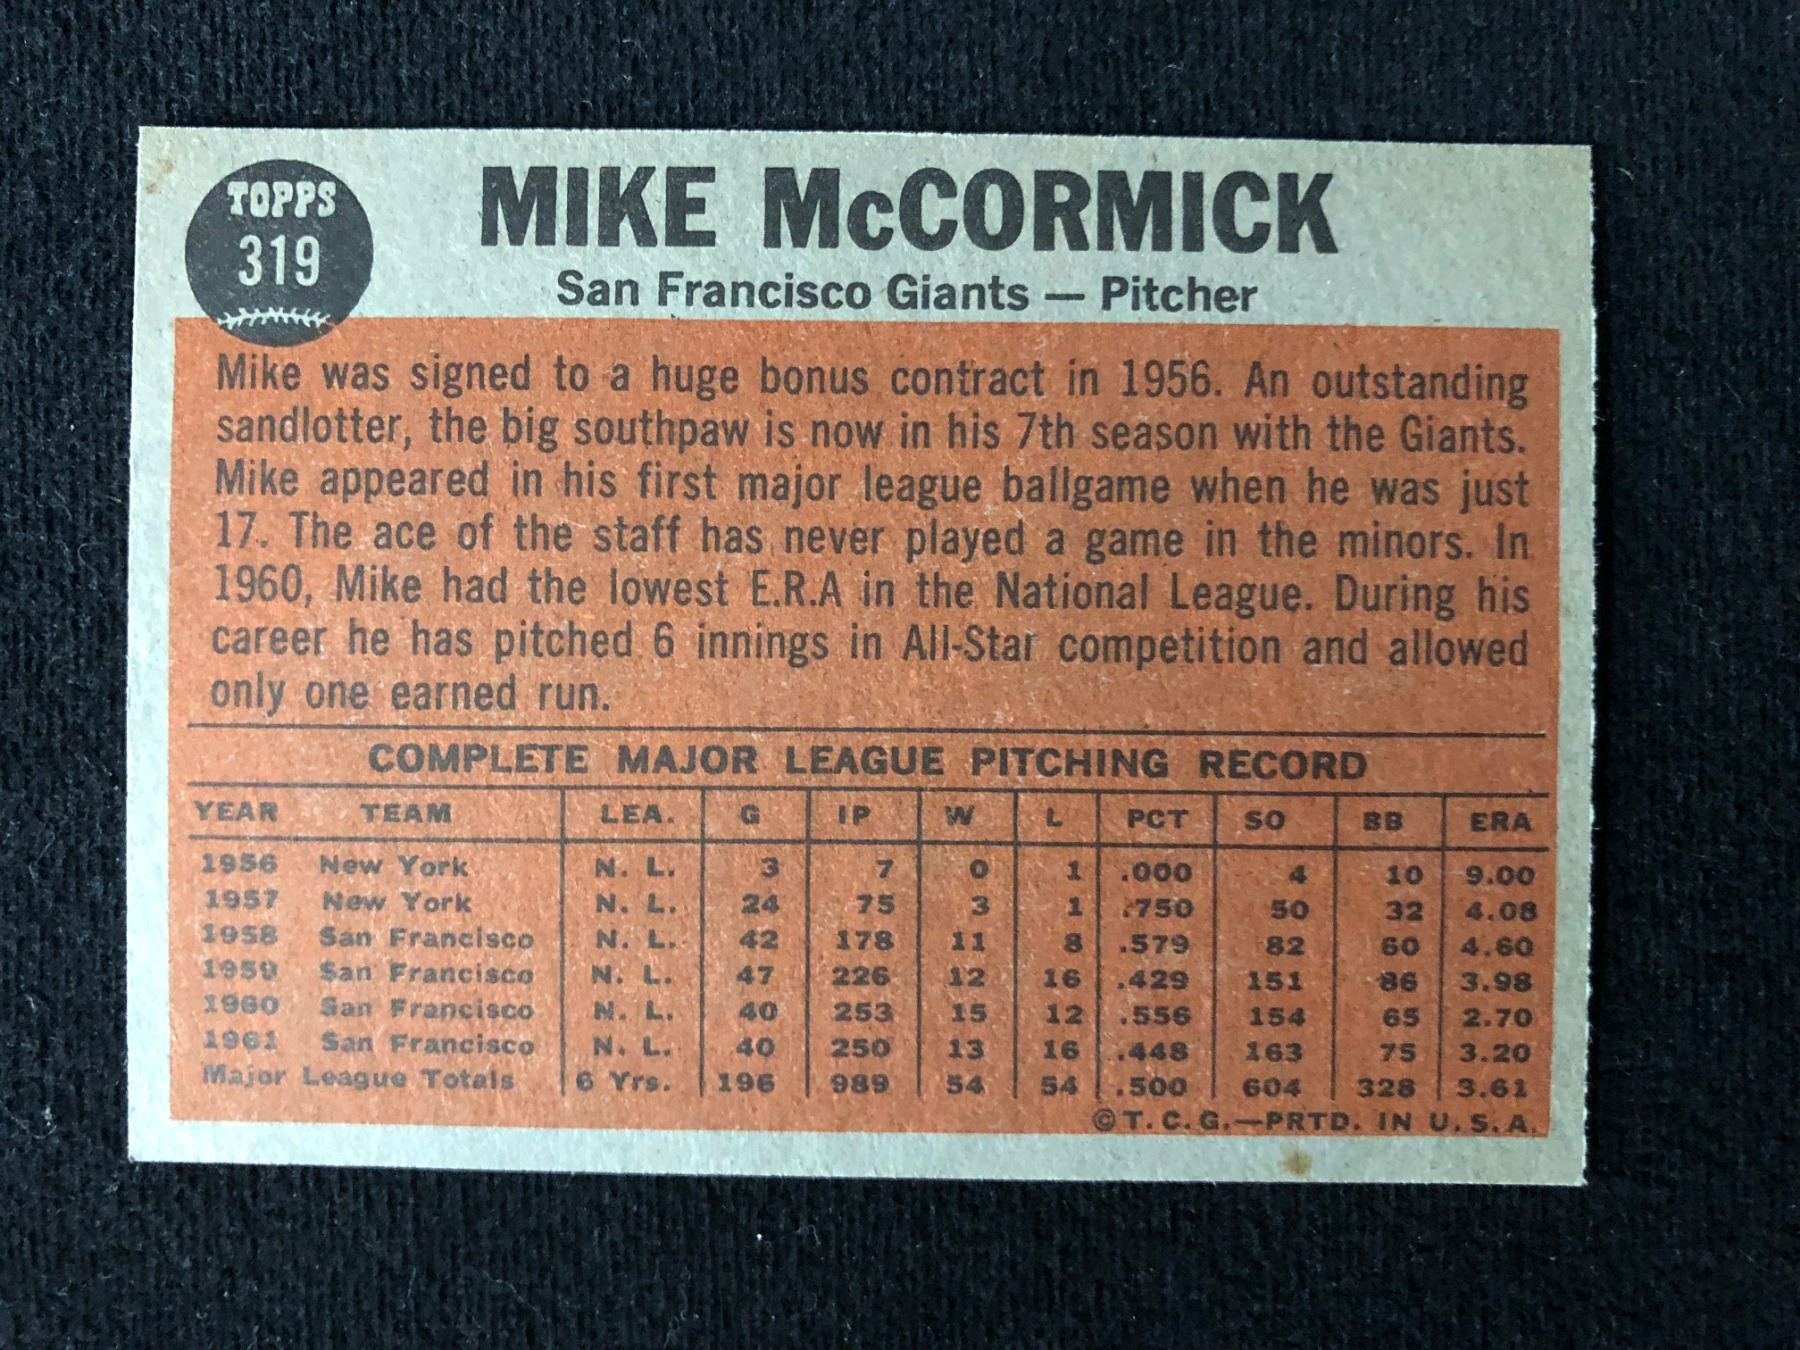 TOPPS
319
MIKE McCORMICK
San Francisco Giants — Pitcher
Mike was signed to a huge bonus contract in 1956. An outstanding
sandlotter, the big southpaw is now in his 7th season with the Giants.
Mike appeared in his first major league ballgame when he was just
17. The ace of the staff has never played a game in the minors. In
1960, Mike had the lowest E.R.A in the National League. During his
career he has pitched 6 innings in All-Star competition and allowed
only one earned run.
COMPLETE MAJOR LEAGUE PITCHING RECORD
YEAR TEAM LEA. G IP W L PCT SO BB ERA
1956 New York N. L. 3 7 0 1 .000 4 10 9.00
1957 New York N. L. 24 75 3 1 .750 50 32 4.08
1958 San Francisco N. L. 42 178 11 8 .579 82 60 4.60
1959 San Francisco N. L. 47 226 12 16 .429 151 86 3.98
1960 San Francisco N. L. 40 253 15 12 .556 154 65 2.70
1961 San Francisco N. L. 40 250 13 16 .448 163 75 3.20
Major League Totals 6 Yrs. 196 989 54 54 .500 604 328 3.61
©T.C.G.—PRTD. IN U.S.A.